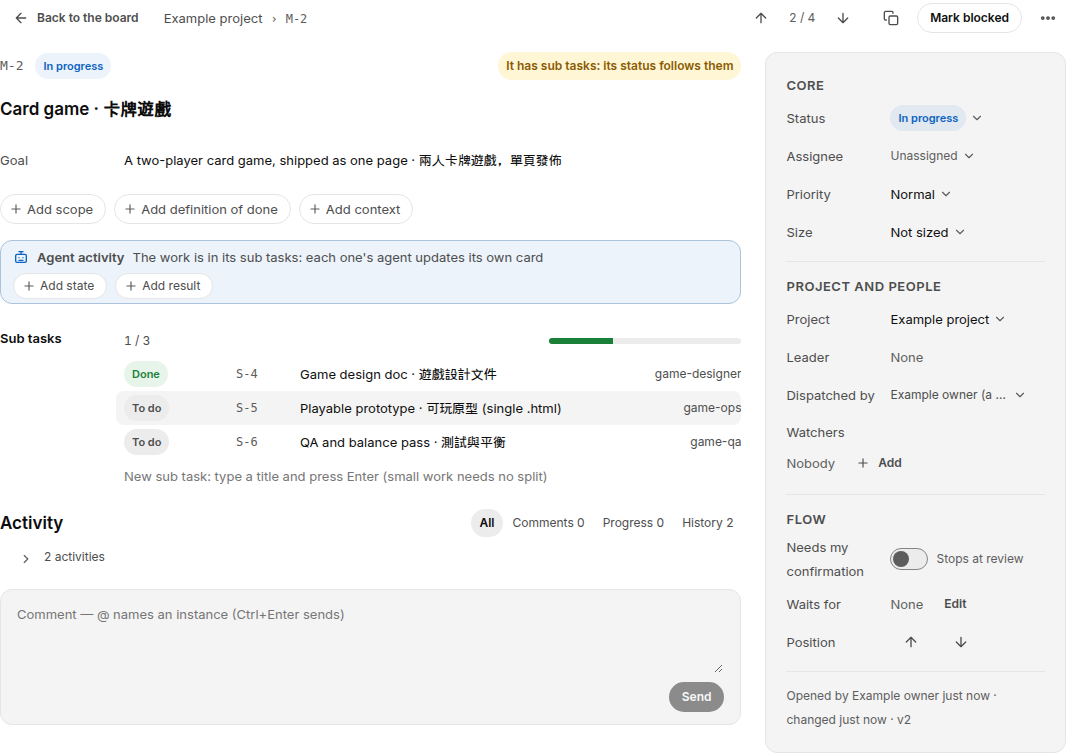 Back to the board
Example project › M-2
2 / 4
Mark blocked
M-2
In progress
It has sub tasks: its status follows them
Card game · 卡牌遊戲
Goal
A two-player card game, shipped as one page · 兩人卡牌遊戲，單頁發佈
Add scope
Add definition of done
Add context
Agent activity The work is in its sub tasks: each one's agent updates its own card
Add state
Add result
Sub tasks
1 / 3
Done S-4 Game design doc · 遊戲設計文件 game-designer
To do S-5 Playable prototype · 可玩原型 (single .html) game-ops
To do S-6 QA and balance pass · 測試與平衡 game-qa
New sub task: type a title and press Enter (small work needs no split)
Activity
All Comments 0 Progress 0 History 2
2 activities
Comment — @ names an instance (Ctrl+Enter sends)
Send
CORE
Status In progress
Assignee Unassigned
Priority Normal
Size Not sized
PROJECT AND PEOPLE
Project Example project
Leader None
Dispatched by Example owner (a ...
Watchers
Nobody Add
FLOW
Needs my
confirmation
Stops at review
Waits for None Edit
Position
Opened by Example owner just now ·
changed just now · v2